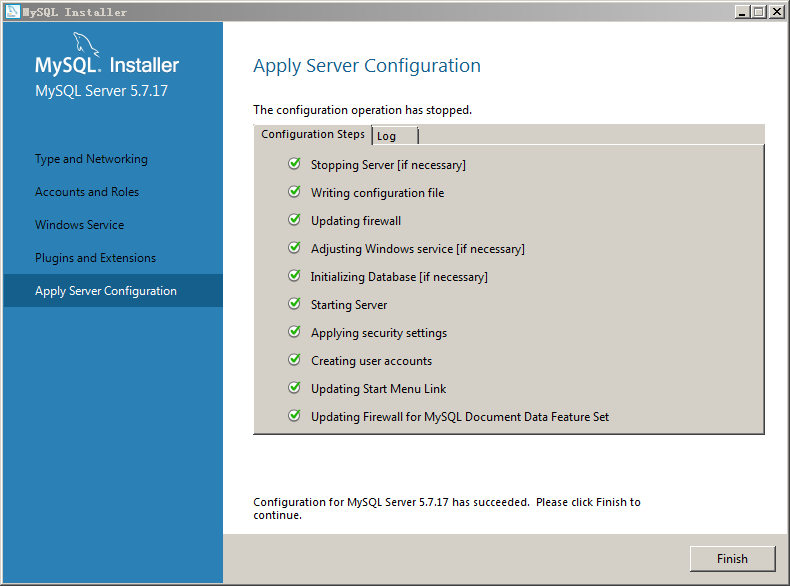 MySQL Installer
MySQL. Installer
MySQL Server 5.7.17
Type and Networking
Accounts and Roles
Windows Service
Plugins and Extensions
Apply Server Configuration
Apply Server Configuration
The configuration operation has stopped.
Configuration Steps Log
Stopping Server [if necessary]
Writing configuration file
Updating firewall
Adjusting Windows service [if necessary]
Initializing Database [if necessary]
Starting Server
Applying security settings
Creating user accounts
Updating Start Menu Link
Updating Firewall for MySQL Document Data Feature Set
Configuration for MySQL Server 5.7.17 has succeeded.  Please click Finish to
continue.
Finish